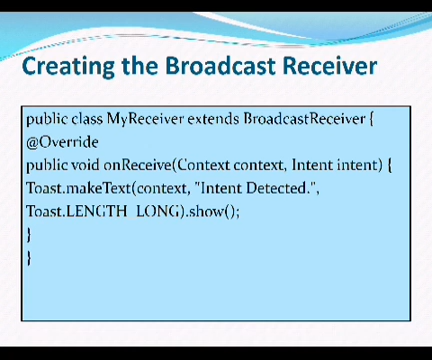 Creating the Broadcast Receiver
public class MyReceiver extends BroadcastReceiver {
@Override
public void onReceive(Context context, Intent intent) {
Toast.makeText(context, "Intent Detected.",
Toast.LENGTH_LONG).show();
}
}